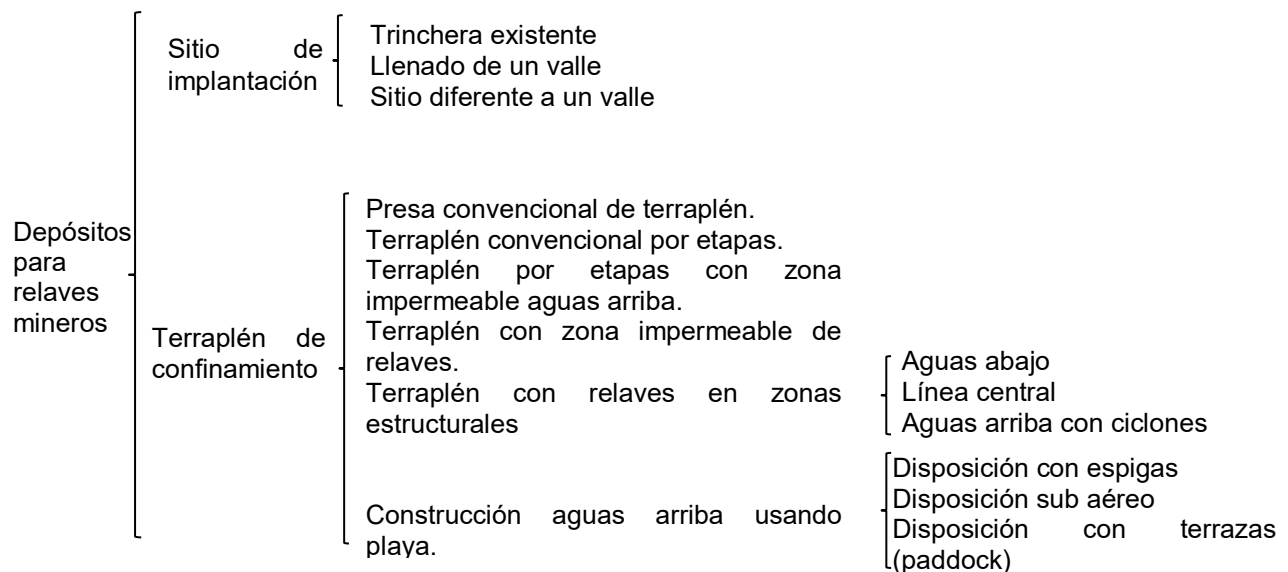 Depósitos
para
relaves
mineros
Sitio de
implantación
Trinchera existente
Llenado de un valle
Sitio diferente a un valle
Terraplén de
confinamiento
Presa convencional de terraplén.
Terraplén convencional por etapas.
Terraplén por etapas con zona
impermeable aguas arriba.
Terraplén con zona impermeable de
relaves.
Terraplén con relaves en zonas
estructurales
Aguas abajo
Línea central
Aguas arriba con ciclones
Construcción aguas arriba usando
playa.
Disposición con espigas
Disposición sub aéreo
Disposición con terrazas
(paddock)